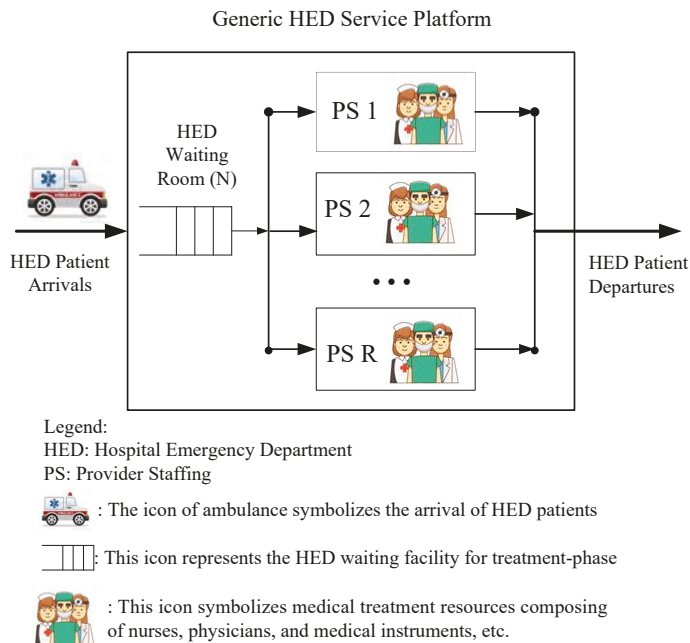 Generic HED Service Platform
HED
Waiting
Room (N)
PS 1
PS 2
• • •
PS R
AMBULANCE
HED Patient
Arrivals
HED Patient
Departures
Legend:
HED: Hospital Emergency Department
PS: Provider Staffing
: The icon of ambulance symbolizes the arrival of HED patients
: This icon represents the HED waiting facility for treatment-phase
: This icon symbolizes medical treatment resources composing
of nurses, physicians, and medical instruments, etc.